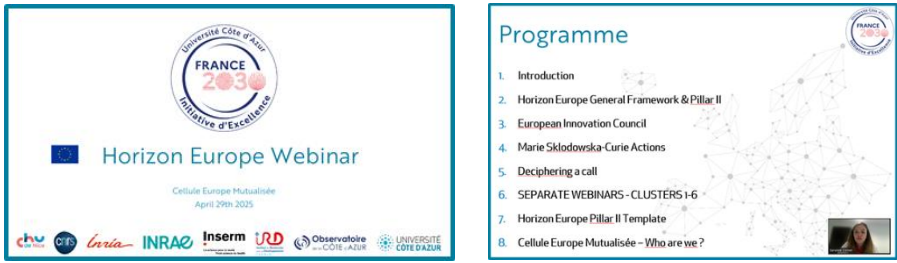 Université Côte d'Azur
FRANCE
2030
Initiative d'Excellence
Horizon Europe Webinar
Cellule Europe Mutualisée
April 29th 2025
chu
cnrs
Inria
INRAE
Inserm
IRD
Observatoire
de la CÔTE d'AZUR
UNIVERSITÉ
CÔTE D'AZUR
Programme
Université Côte d'Azur
FRANCE
2030
Initiative d'Excellence
1. Introduction
2. Horizon Europe General Framework & Pillar II
3. European Innovation Council
4. Marie Sklodowska-Curie Actions
5. Deciphering a call
6. SEPARATE WEBINARS - CLUSTERS 1-6
7. Horizon Europe Pillar II Template
8. Cellule Europe Mutualisée – Who are we ?